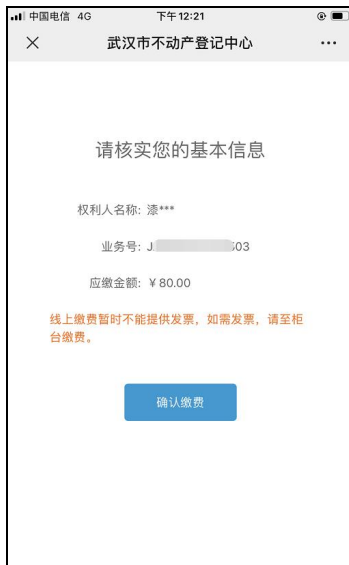 中国电信 4G 下午12:21
武汉市不动产登记中心
请核实您的基本信息
权利人名称: 漆***
业务号: J 503
应缴金额: ￥80.00
线上缴费暂时不能提供发票，如需发票，请至柜
台缴费。
确认缴费